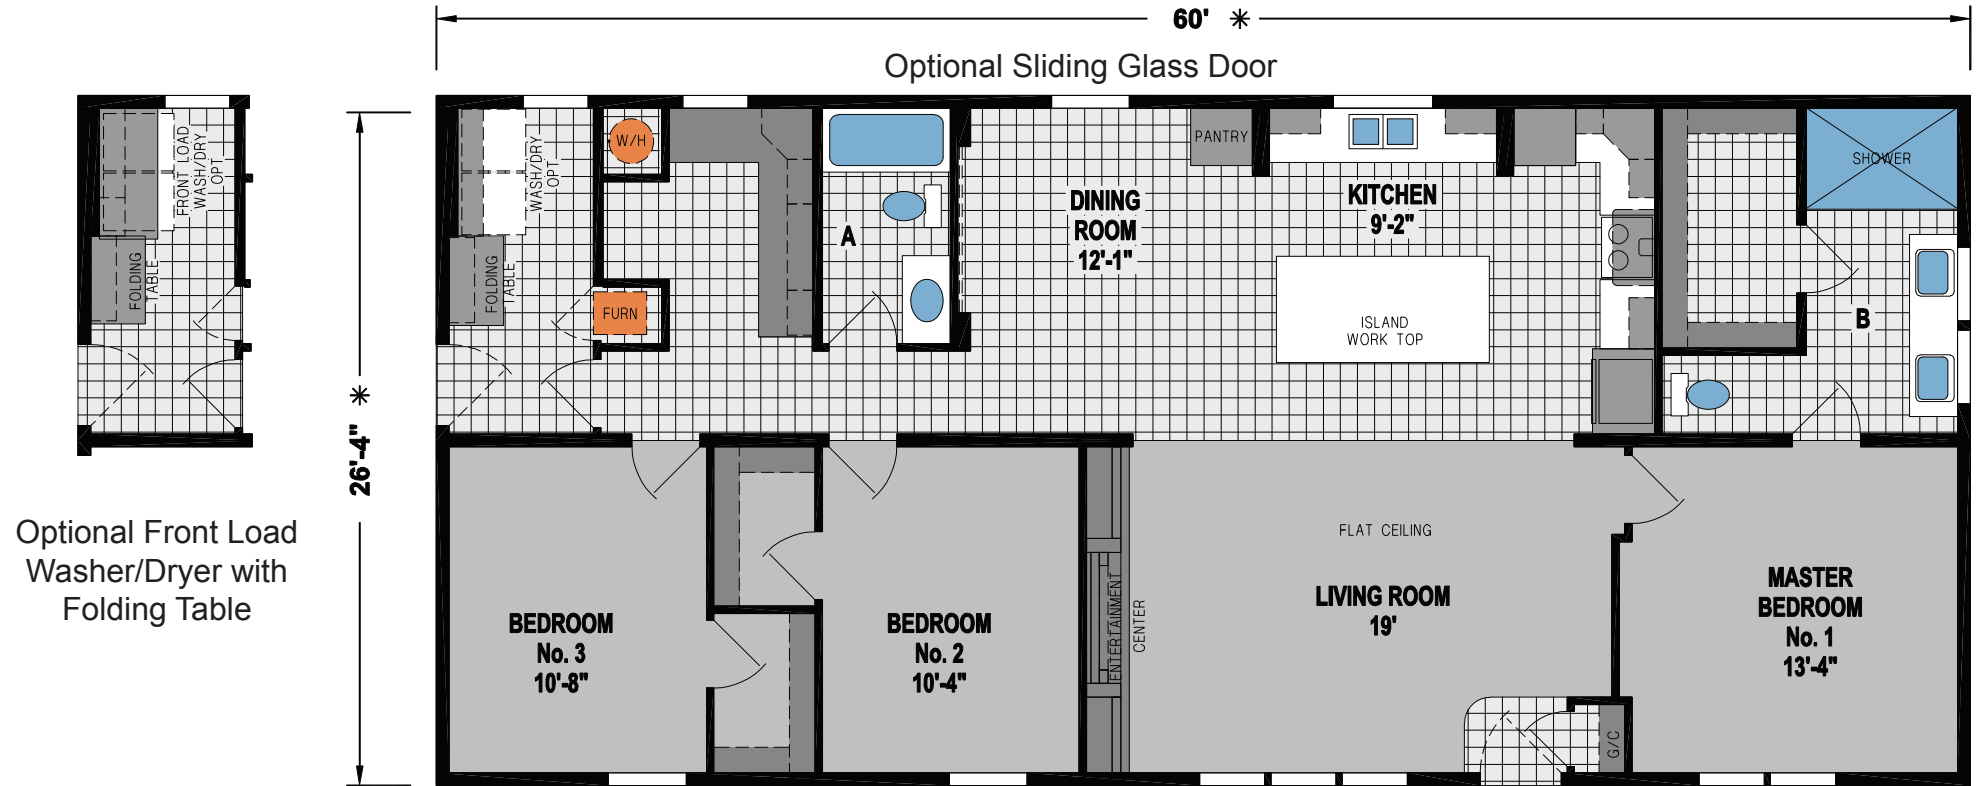 60' ✳
Optional Sliding Glass Door
FRONT LOAD
WASH/DRY
OPT
FOLDING
TABLE
Optional Front Load
Washer/Dryer with
Folding Table
26'-4" ✳
WASH/DRY
OPT
FOLDING
TABLE
W/H
FURN
A
DINING
ROOM
12'-1"
PANTRY
KITCHEN
9'-2"
ISLAND
WORK TOP
SHOWER
B
BEDROOM
No. 3
10'-8"
BEDROOM
No. 2
10'-4"
ENTERTAINMENT
CENTER
FLAT CEILING
LIVING ROOM
19'
G/C
MASTER
BEDROOM
No. 1
13'-4"